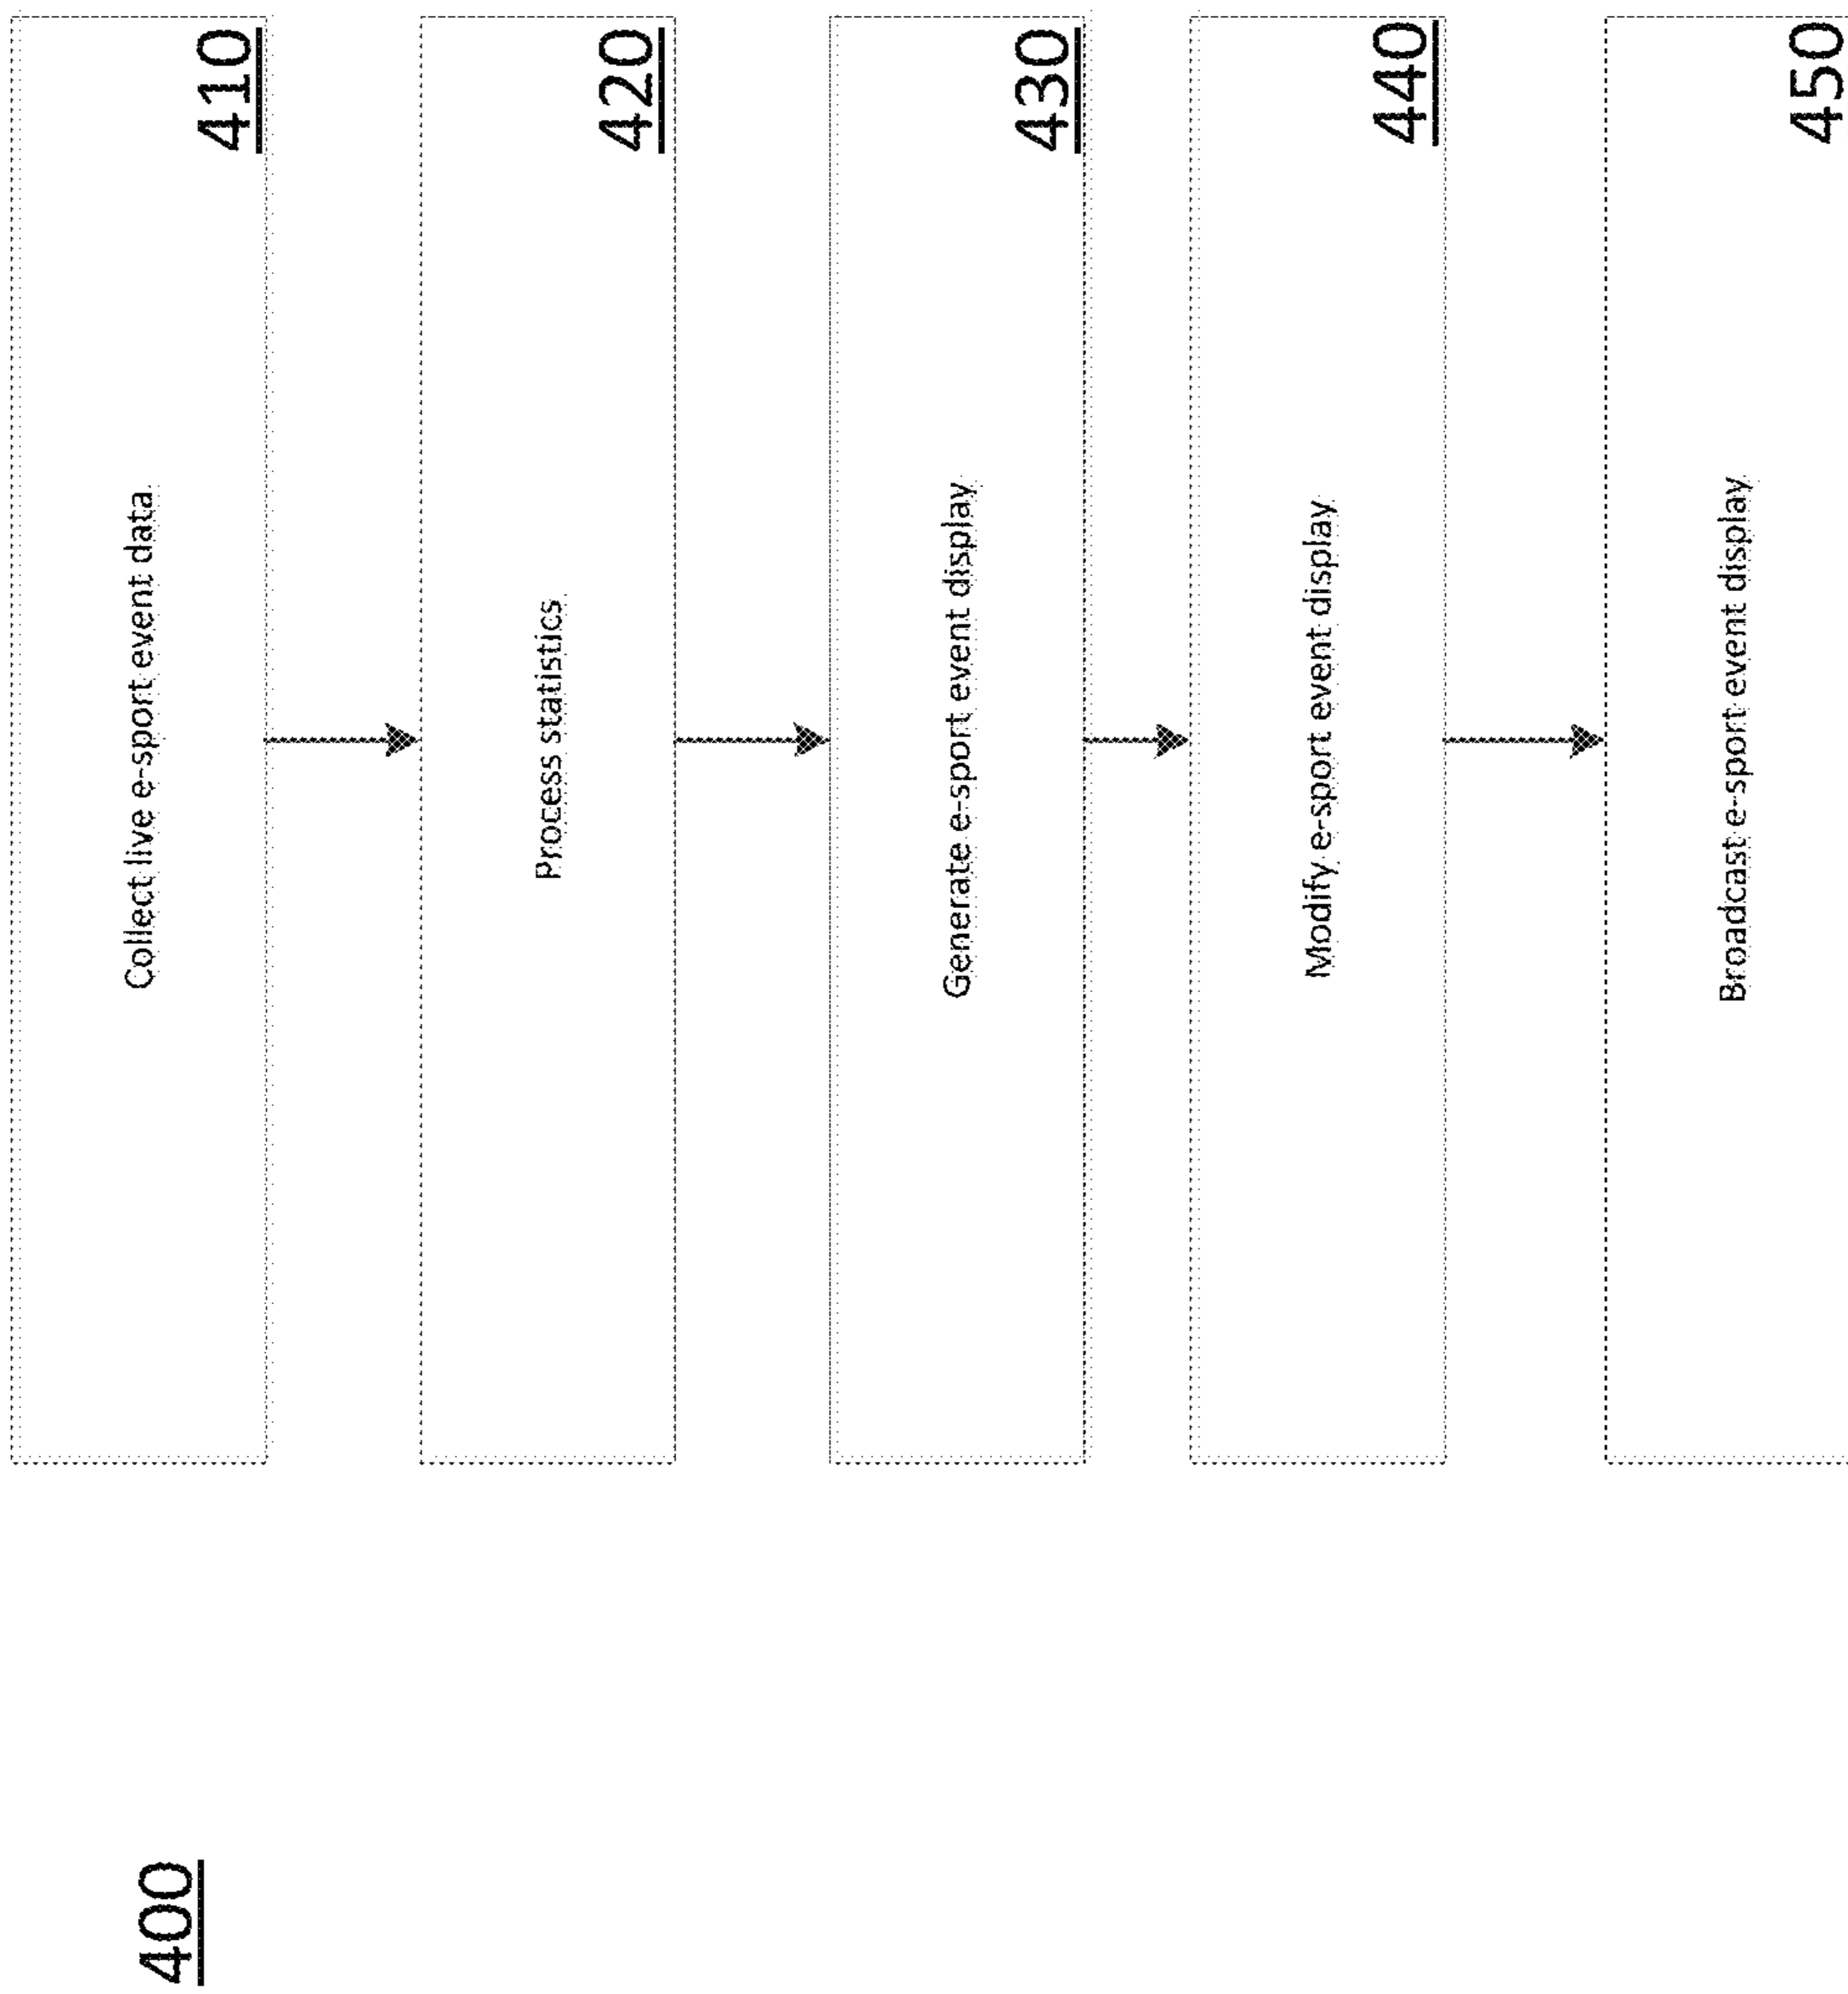 400
Collect live e-sport event data
410
Process statistics
420
Generate e-sport event display
430
Modify e-sport event display
440
Broadcast e-sport event display
450